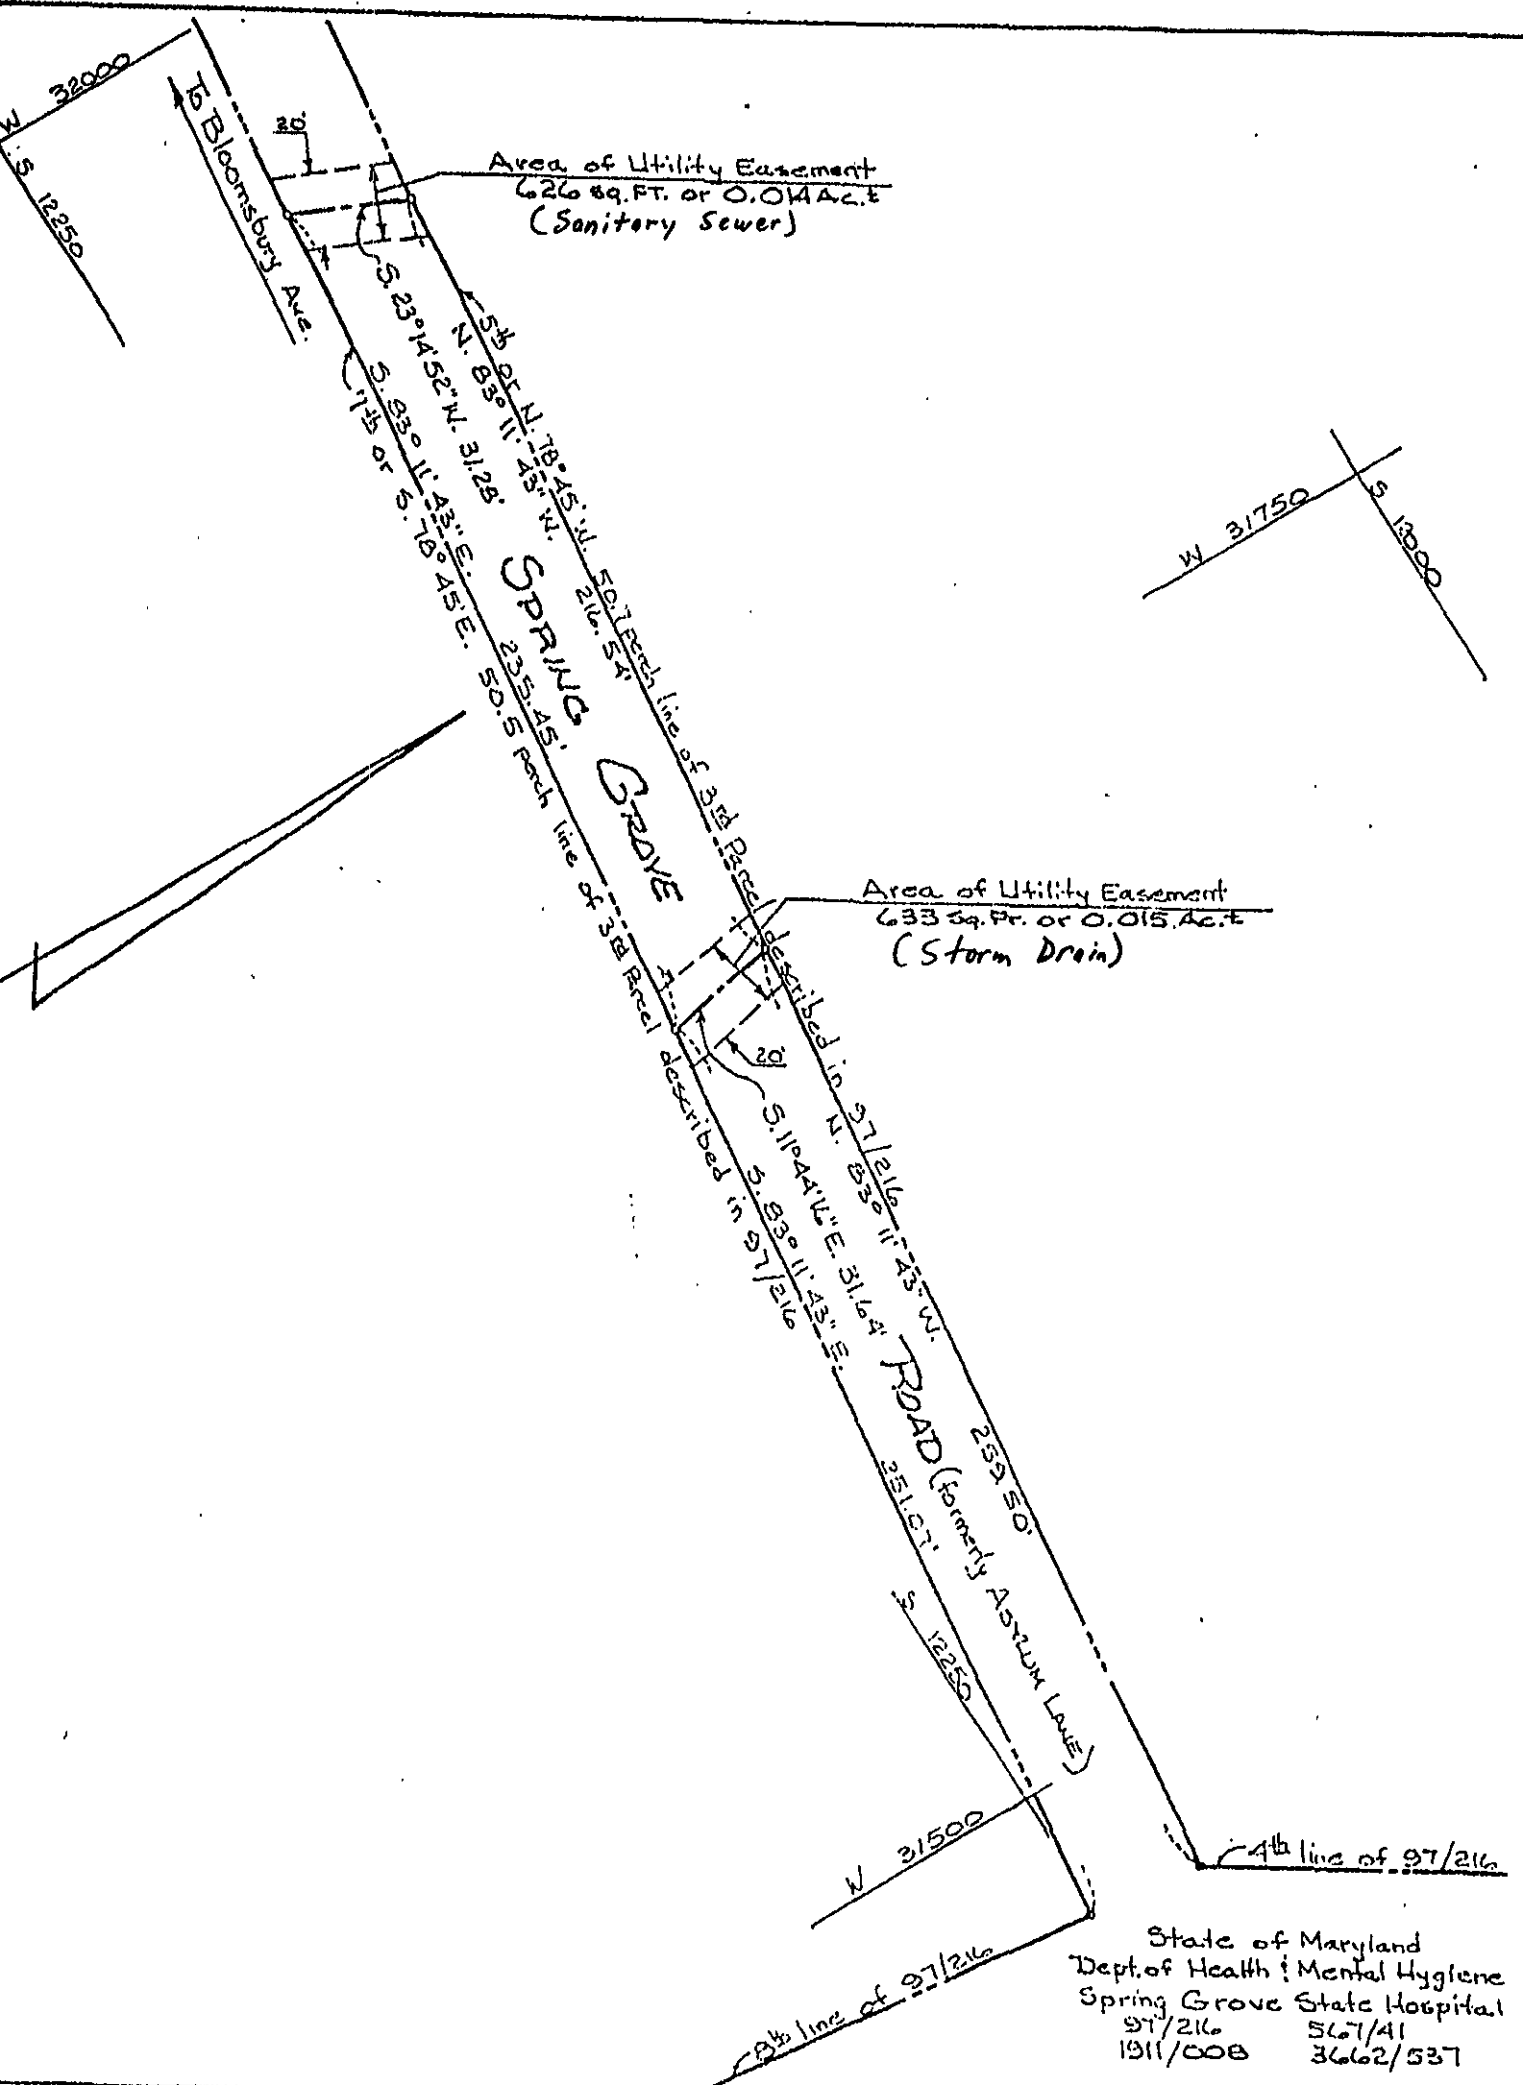 W 32000
S 12250
To Bloomsbury Ave.
20'
Area of Utility Easement
626 sq.FT. or 0.014 Ac.±
(Sanitary Sewer)
S. 23° 14' 52" W. 31.28'
5th or N. 78° 45' W. 50.7 perch line of 3rd Parcel described in 97/216
N. 83° 11' 43" W. 216.54'
S. 83° 11' 43" E. 235.45'
7th or S. 78° 45' E. 50.5 perch line of 3rd Parcel described in 97/216
SPRING GROVE ROAD (formerly ASYLUM LANE)
W 31750
S 12000
Area of Utility Easement
633 Sq.Ft. or 0.015 Ac.±
(Storm Drain)
20'
S. 11° 44' 16" E. 31.64'
N. 83° 11' 43" W. 259.50'
S. 83° 11' 43" E. 251.07'
S 12250
W 31500
4th line of 97/216
8th line of 97/216
State of Maryland
Dept. of Health & Mental Hygiene
Spring Grove State Hospital
97/216 567/41
1911/008 3662/537